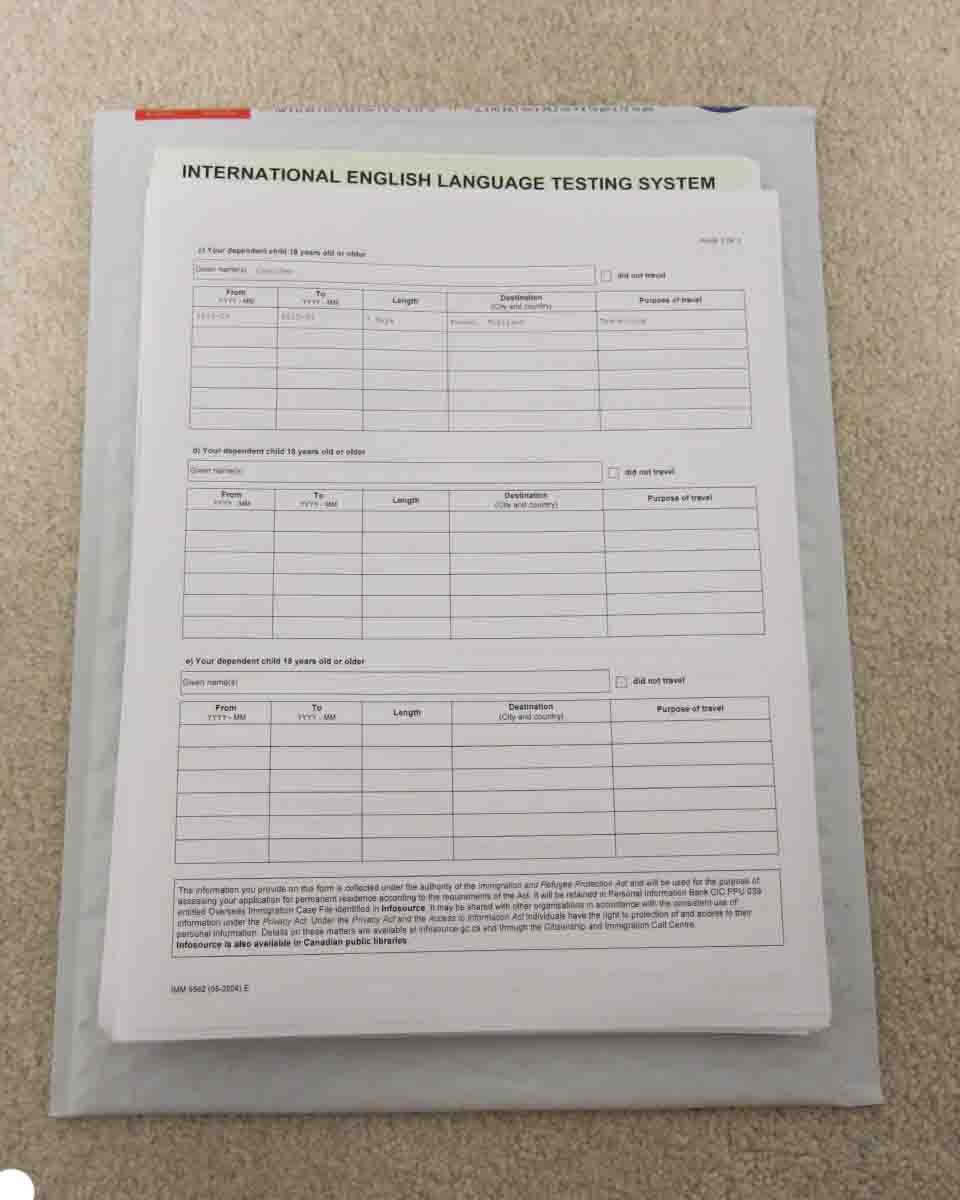 INTERNATIONAL ENGLISH LANGUAGE TESTING SYSTEM
c) Your dependent child 18 years old or older
Given name(s)
did not travel
From To Length Destination Purpose of travel
YYYY - MM YYYY - MM (City and country)
Days
d) Your dependent child 18 years old or older
Given name(s)
did not travel
From To Length Destination Purpose of travel
YYYY - MM YYYY - MM (City and country)
e) Your dependent child 18 years old or older
Given name(s)
did not travel
From To Length Destination Purpose of travel
YYYY - MM YYYY - MM (City and country)
The information you provide on this form is collected under the authority of the Immigration and Refugee Protection Act and will be used for the purpose of
assessing your application for permanent residence according to the requirements of the Act. It will be retained in Personal Information Bank CIC PPU 039
entitled Overseas Immigration Case File identified in Infosource. It may be shared with other organizations in accordance with the consistent use of
information under the Privacy Act. Under the Privacy Act and the Access to Information Act individuals have the right to protection of and access to their
personal information. Details on these matters are available at infosource.gc.ca and through the Citizenship and Immigration Call Centre.
Infosource is also available in Canadian public libraries.
IMM 5562 (05-2004) E